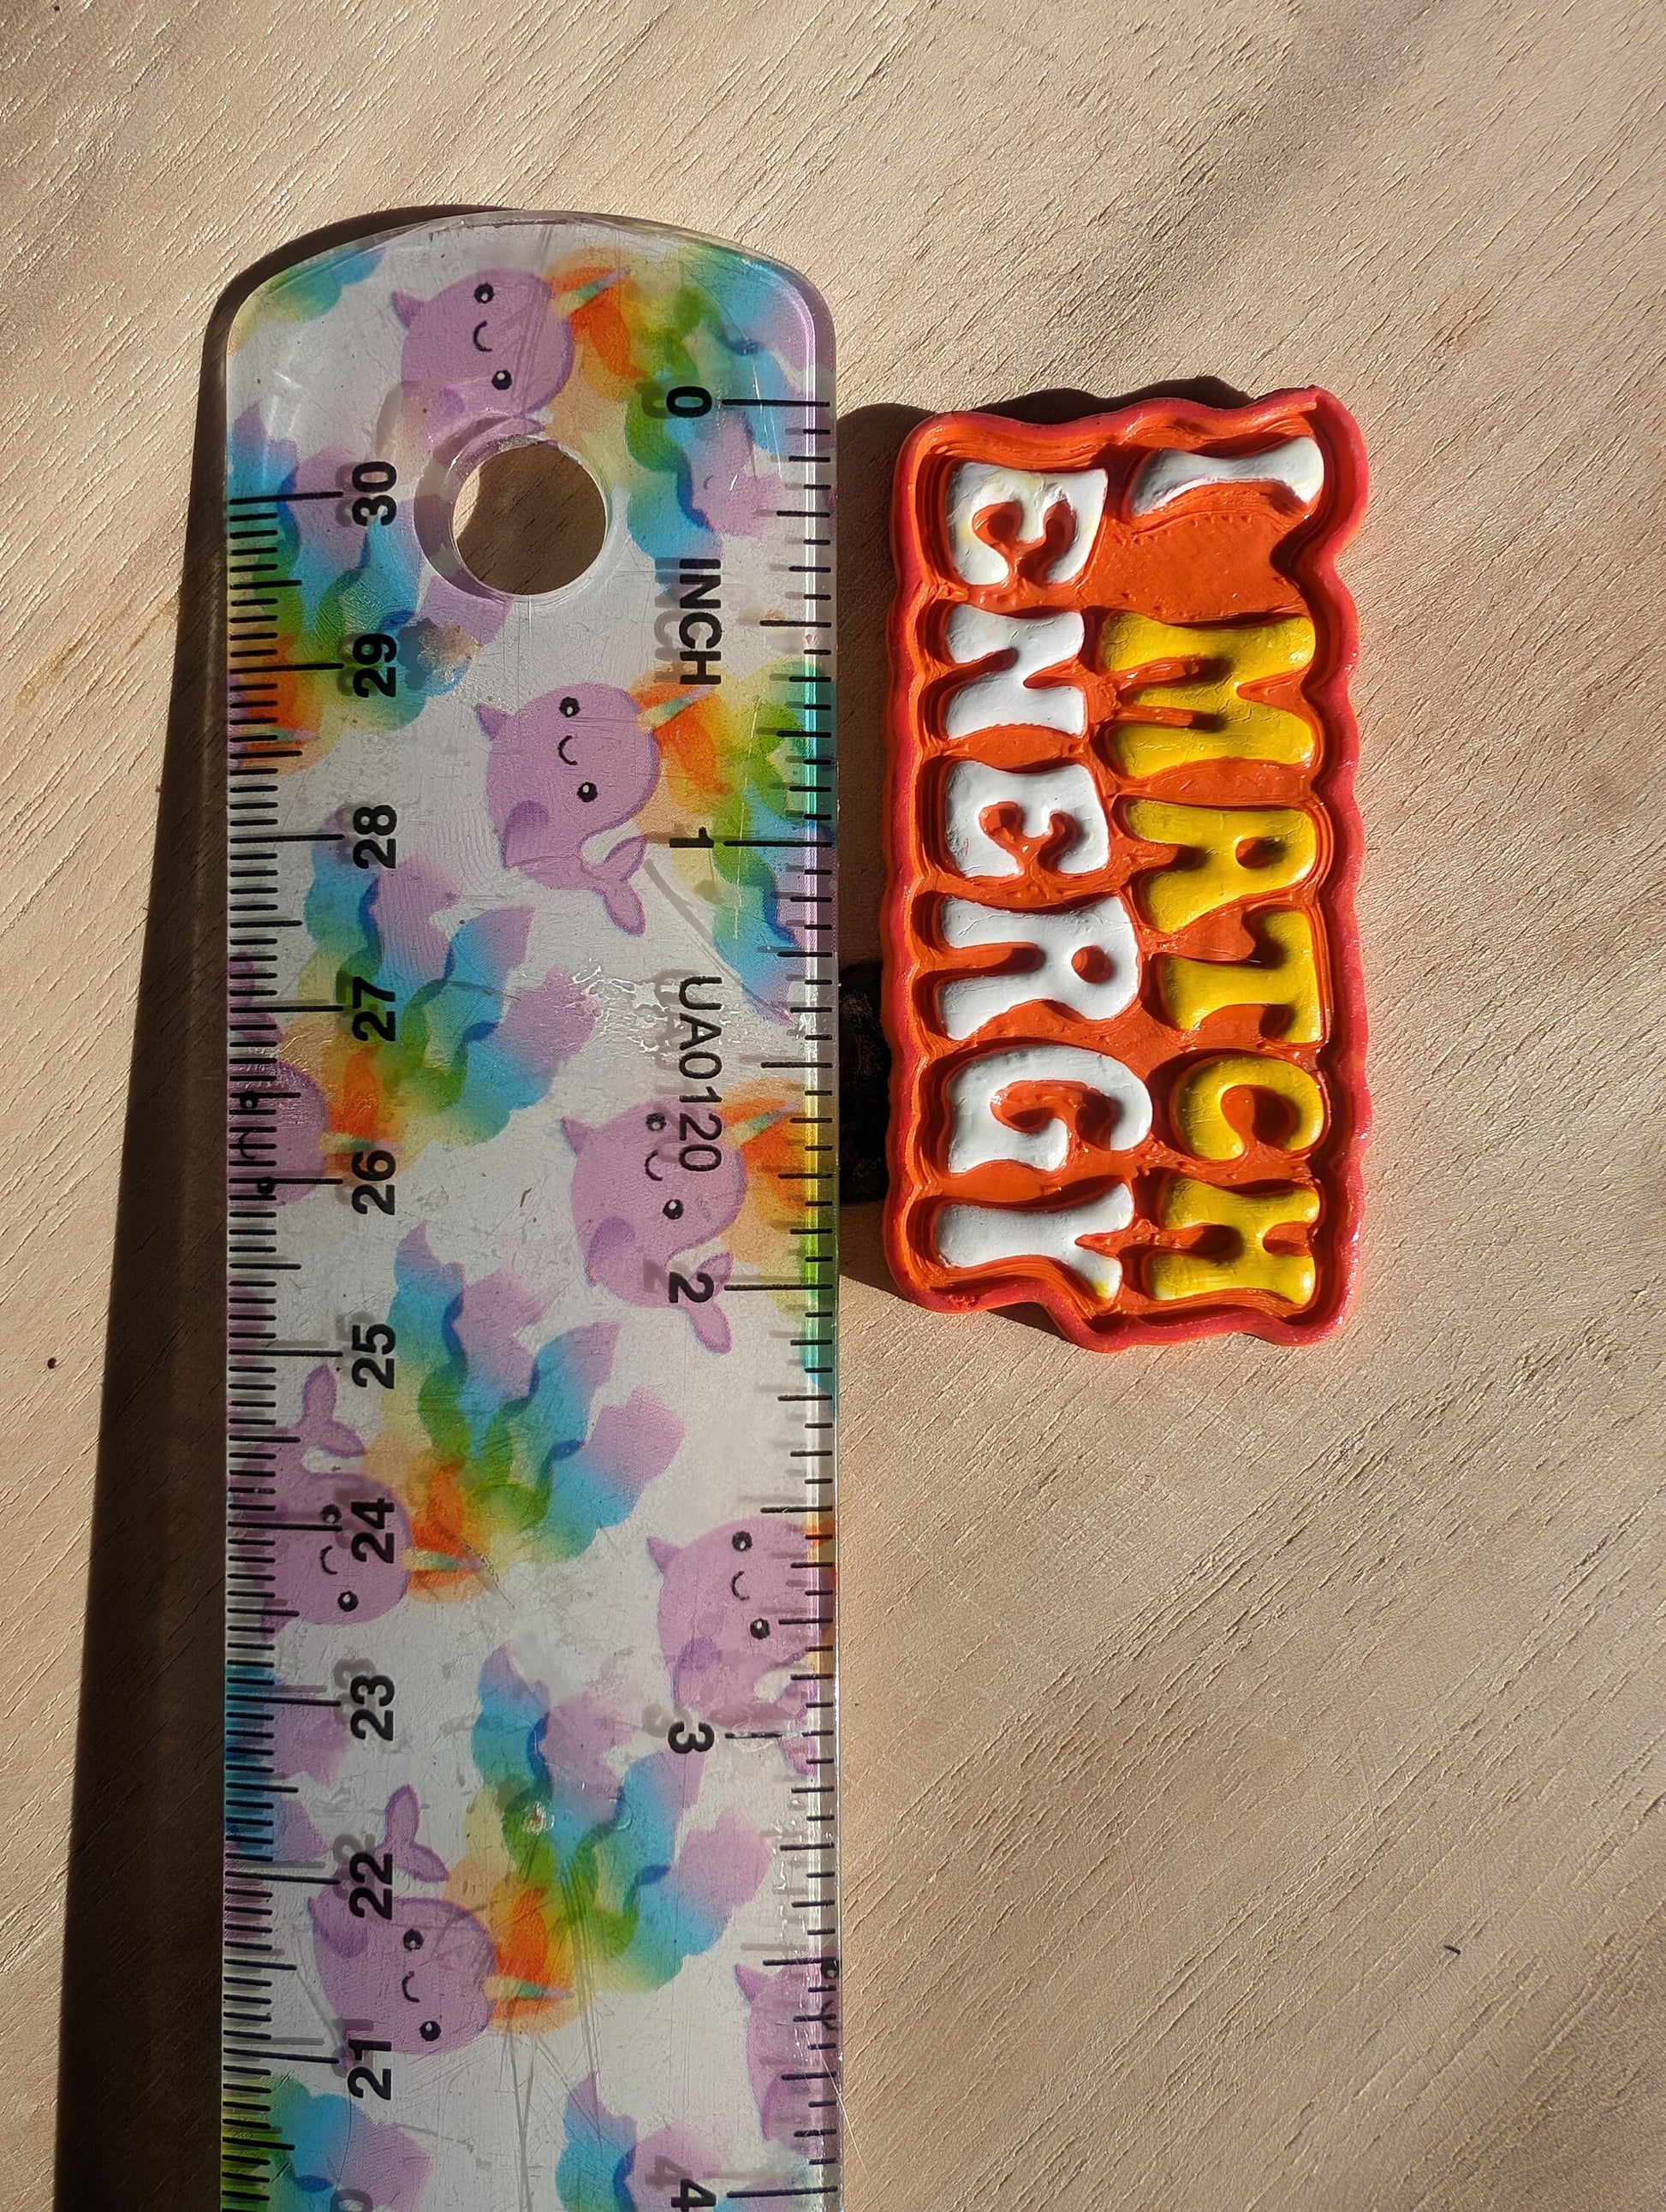 I MATCH
ENERGY
0 INCH 1 UA0120 2 3 4
30 29 28 27 26 25 24 23 22 21